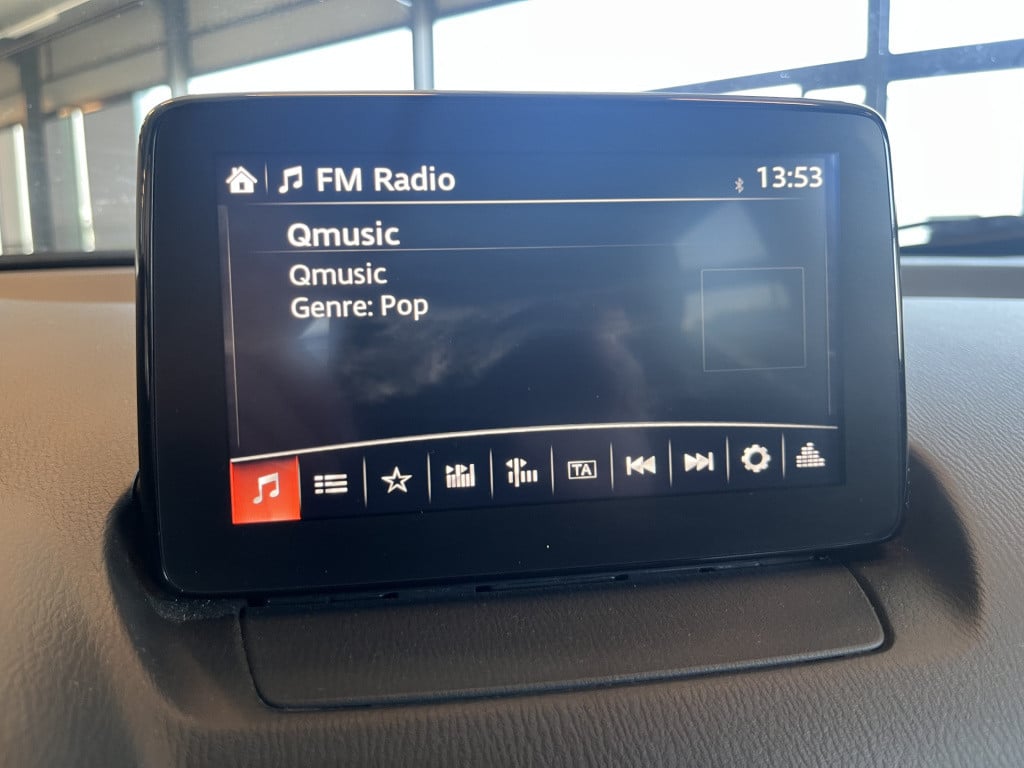 FM Radio
13:53
Qmusic
Qmusic
Genre: Pop
TA